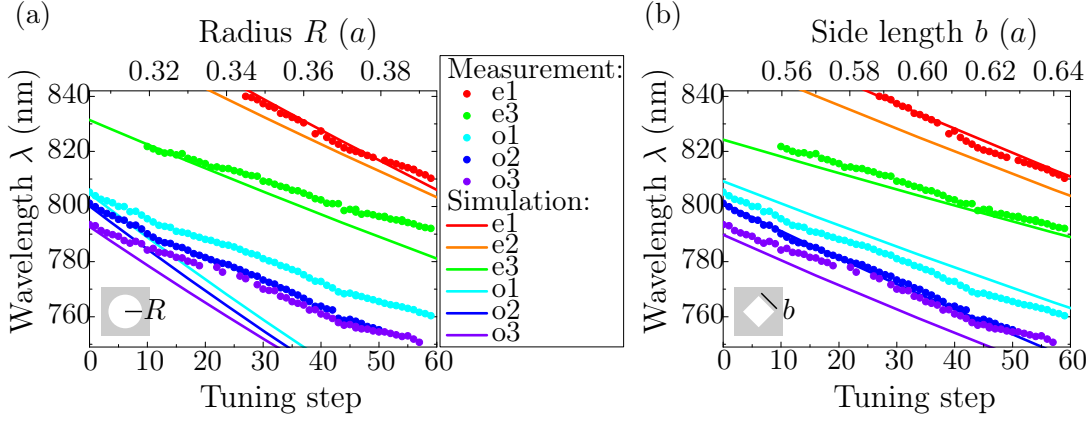 (a)
Radius R (a)
0.32 0.34 0.36 0.38
Wavelength λ (nm)
840
820
800
780
760
R
0 10 20 30 40 50 60
Tuning step
Measurement:
e1
e3
o1
o2
o3
Simulation:
e1
e2
e3
o1
o2
o3
(b)
Side length b (a)
0.56 0.58 0.60 0.62 0.64
Wavelength λ (nm)
840
820
800
780
760
b
0 10 20 30 40 50 60
Tuning step